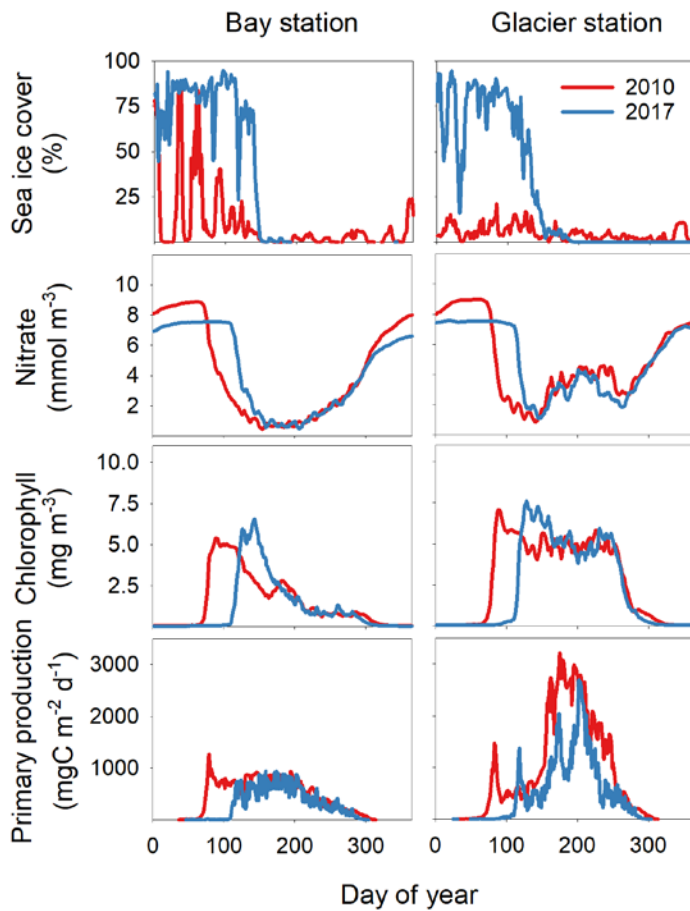 Bay station
Glacier station
Sea ice cover
(%)
100
75
50
25
2010
2017
Nitrate
(mmol m⁻³)
10
8
6
4
2
Chlorophyll
(mg m⁻³)
10.0
7.5
5.0
2.5
Primary production
(mgC m⁻² d⁻¹)
3000
2000
1000
0 100 200 300 0 100 200 300
Day of year